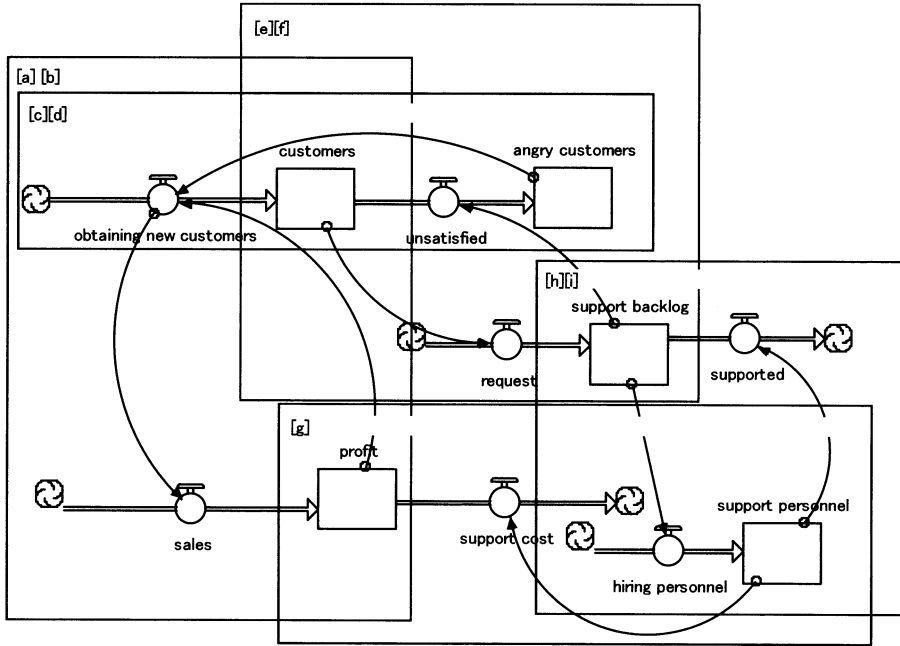 [e][f]
[a] [b]
[c][d]
customers
angry customers
obtaining new customers
unsatisfied
[h][i]
support backlog
request
supported
[g]
profit
support personnel
sales
support cost
hiring personnel